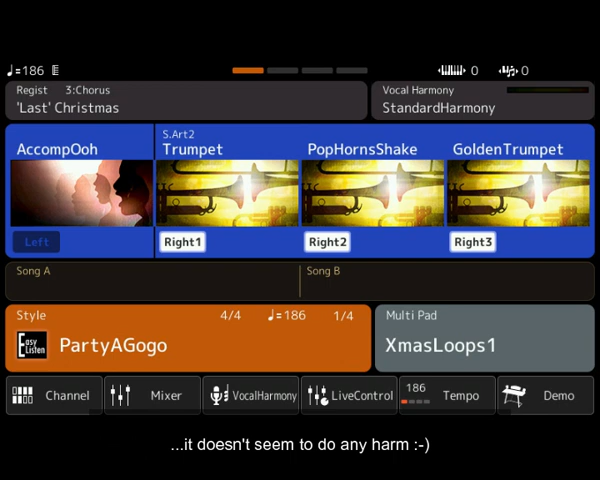 ♩=186
0
0
Regist 3:Chorus
'Last' Christmas
Vocal Harmony
StandardHarmony
AccompOoh
S.Art2
Trumpet
PopHornsShake
GoldenTrumpet
Left
Right1
Right2
Right3
Song A
Song B
Style 4/4 ♩=186 1/4
Easy Listen
PartyAGogo
Multi Pad
XmasLoops1
Channel
Mixer
VocalHarmony
LiveControl
186
Tempo
Demo
...it doesn't seem to do any harm :-)